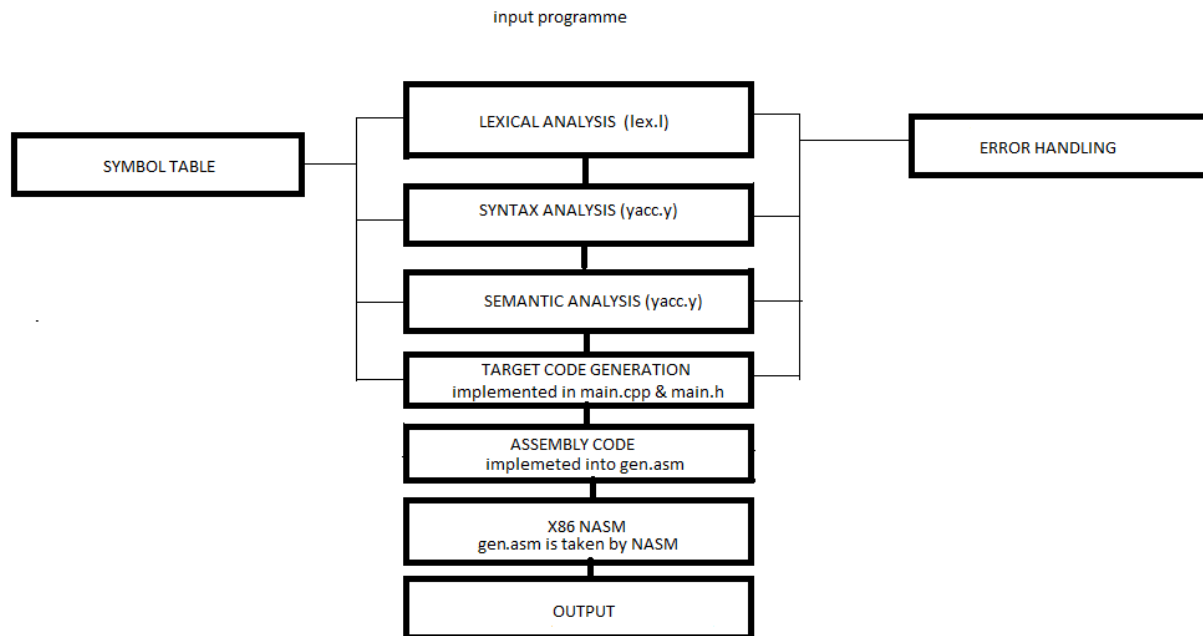 input programme
LEXICAL ANALYSIS (lex.l)
SYMBOL TABLE
ERROR HANDLING
SYNTAX ANALYSIS (yacc.y)
SEMANTIC ANALYSIS (yacc.y)
TARGET CODE GENERATION
implemented in main.cpp & main.h
ASSEMBLY CODE
implemeted into gen.asm
X86 NASM
gen.asm is taken by NASM
OUTPUT